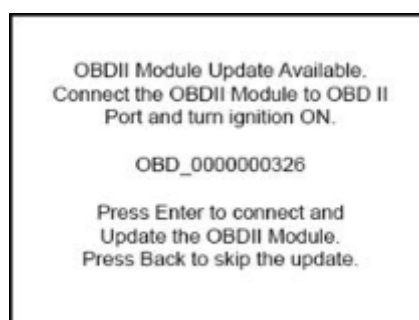 OBDII Module Update Available.
Connect the OBDII Module to OBD II
Port and turn ignition ON.
OBD_0000000326
Press Enter to connect and
Update the OBDII Module.
Press Back to skip the update.